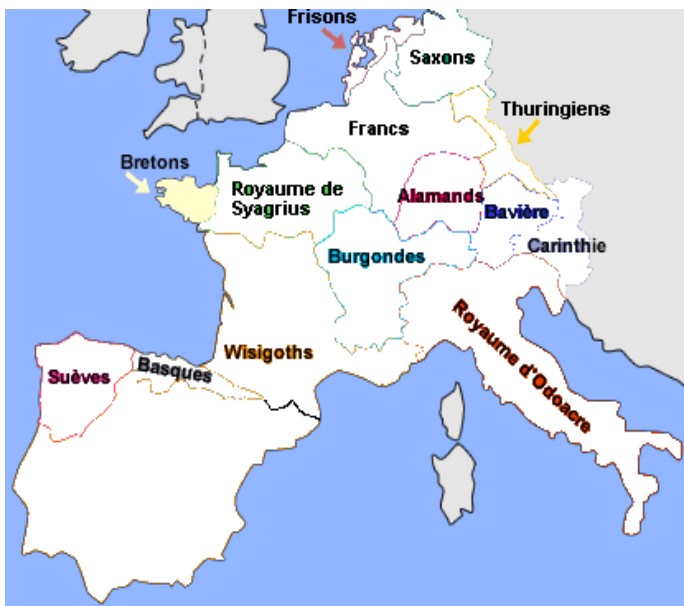 Frisons
Saxons
Thuringiens
Francs
Bretons
Royaume de
Syagrius
Alamands
Bavière
Carinthie
Burgondes
Royaume d'Odoacre
Wisigoths
Basques
Suèves